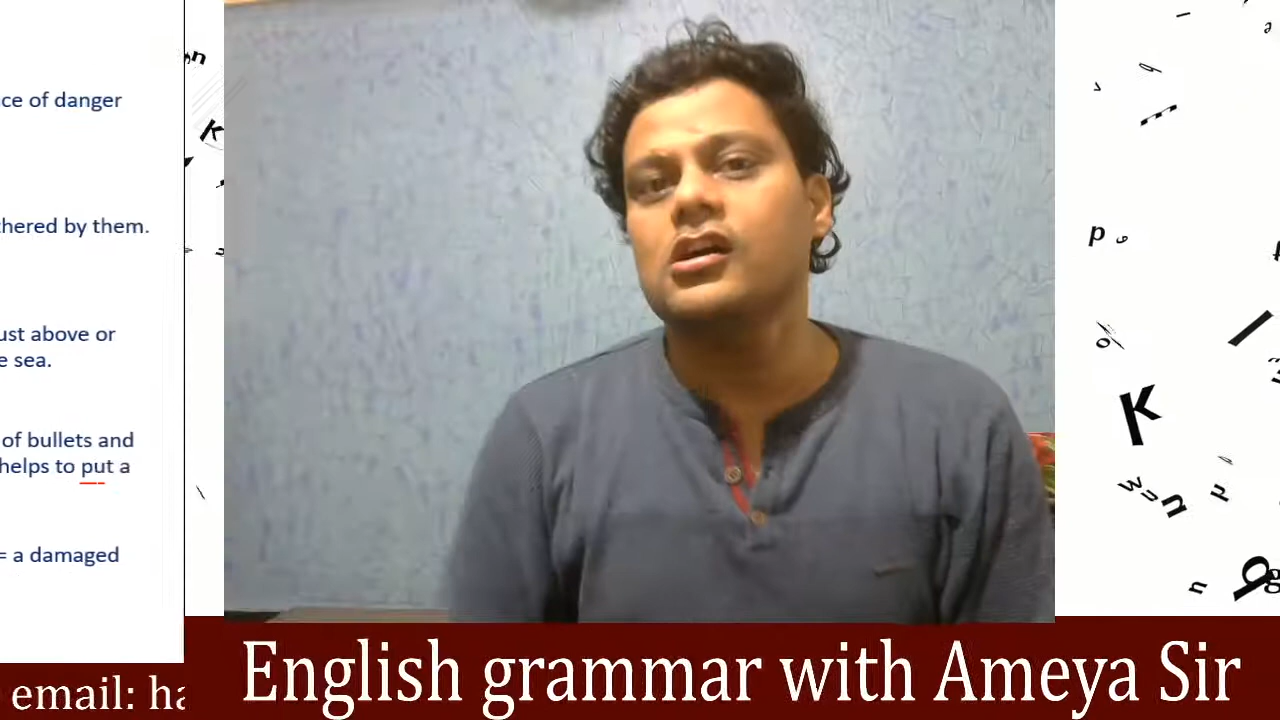 ce of danger
thered by them.
ust above or
e sea.
of bullets and
helps to put a
= a damaged
email: ha
English grammar with Ameya Sir
n
K
p
K
W
n
n
g